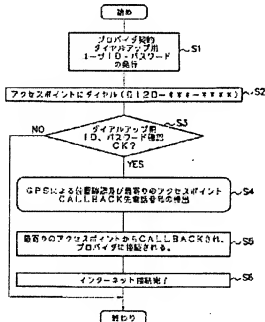 始め
プロバイダ契約
ダイヤルアップ用
ユーザID・パスワード
の発行
S1
アクセスポイントにダイヤル(0120-***-****)
S2
S3
ダイアルアップ用
ID、パスワード確認
OK?
NO
YES
GPSによる位置確認及び最寄りのアクセスポイント
CALLBACK先電話番号の検出
S4
最寄りのアクセスポイントからCALLBACKされ、
プロバイダに接続される。
S5
インターネット接続完了
S6
終わり